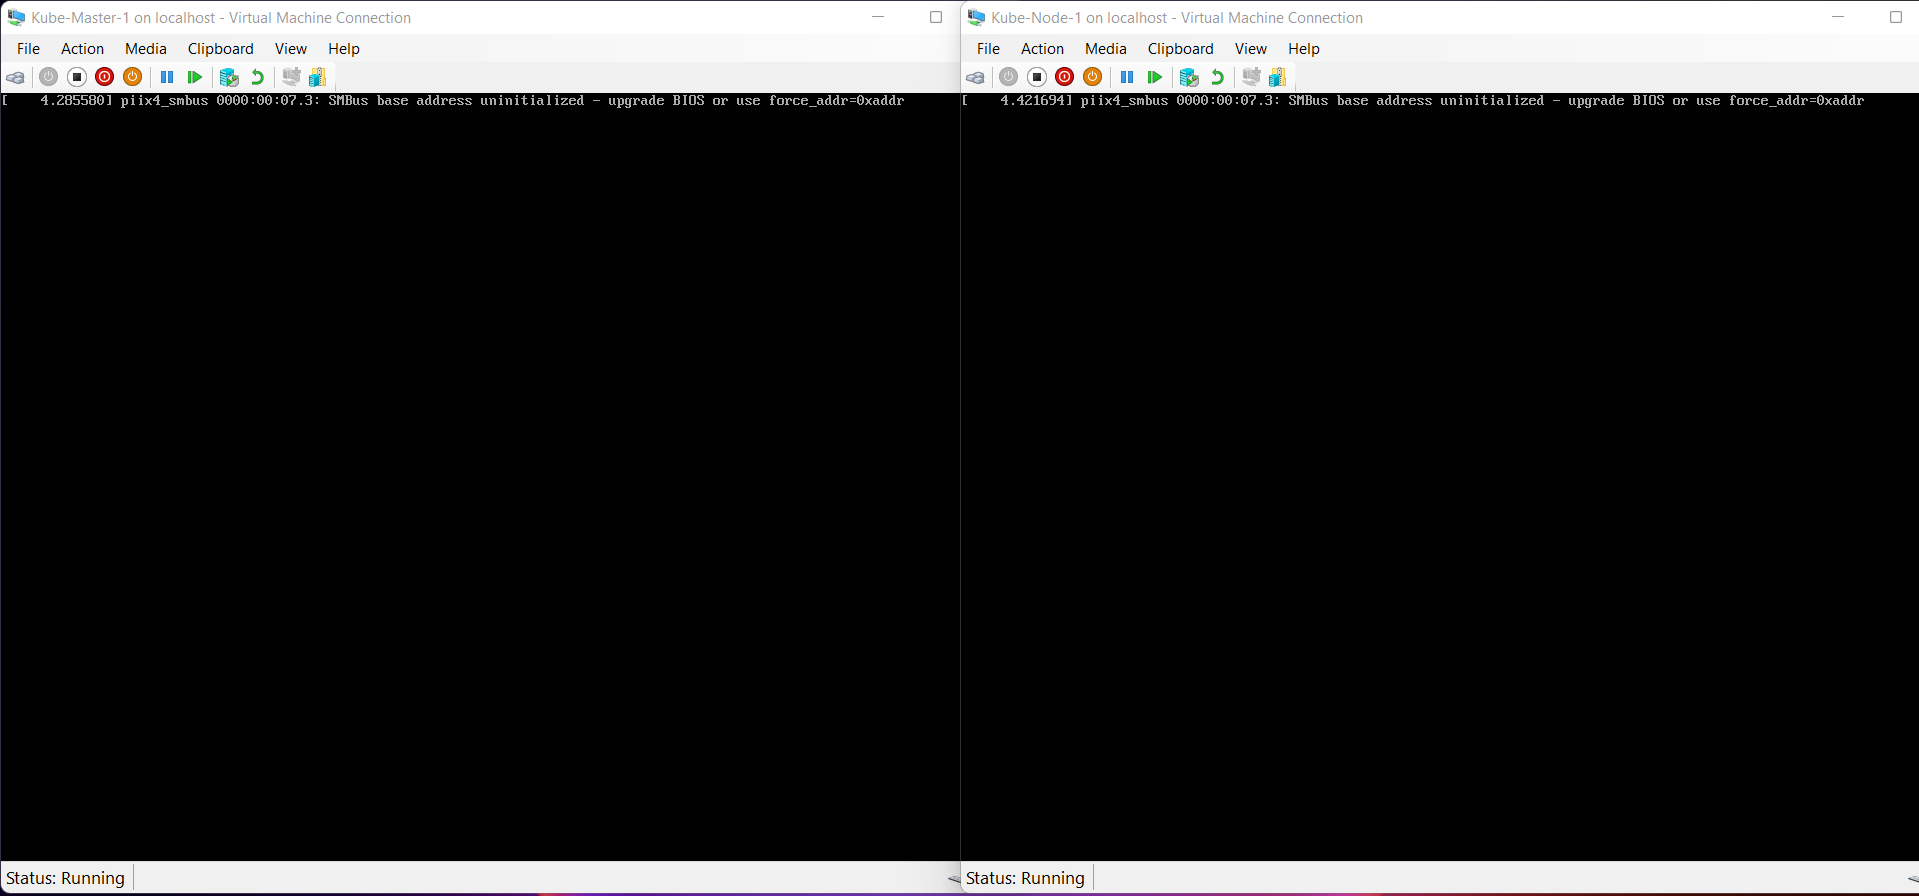 Kube-Master-1 on localhost - Virtual Machine Connection
File Action Media Clipboard View Help
[    4.285580] piix4_smbus 0000:00:07.3: SMBus base address uninitialized - upgrade BIOS or use force_addr=0xaddr
Status: Running
Kube-Node-1 on localhost - Virtual Machine Connection
File Action Media Clipboard View Help
[    4.421694] piix4_smbus 0000:00:07.3: SMBus base address uninitialized - upgrade BIOS or use force_addr=0xaddr
Status: Running